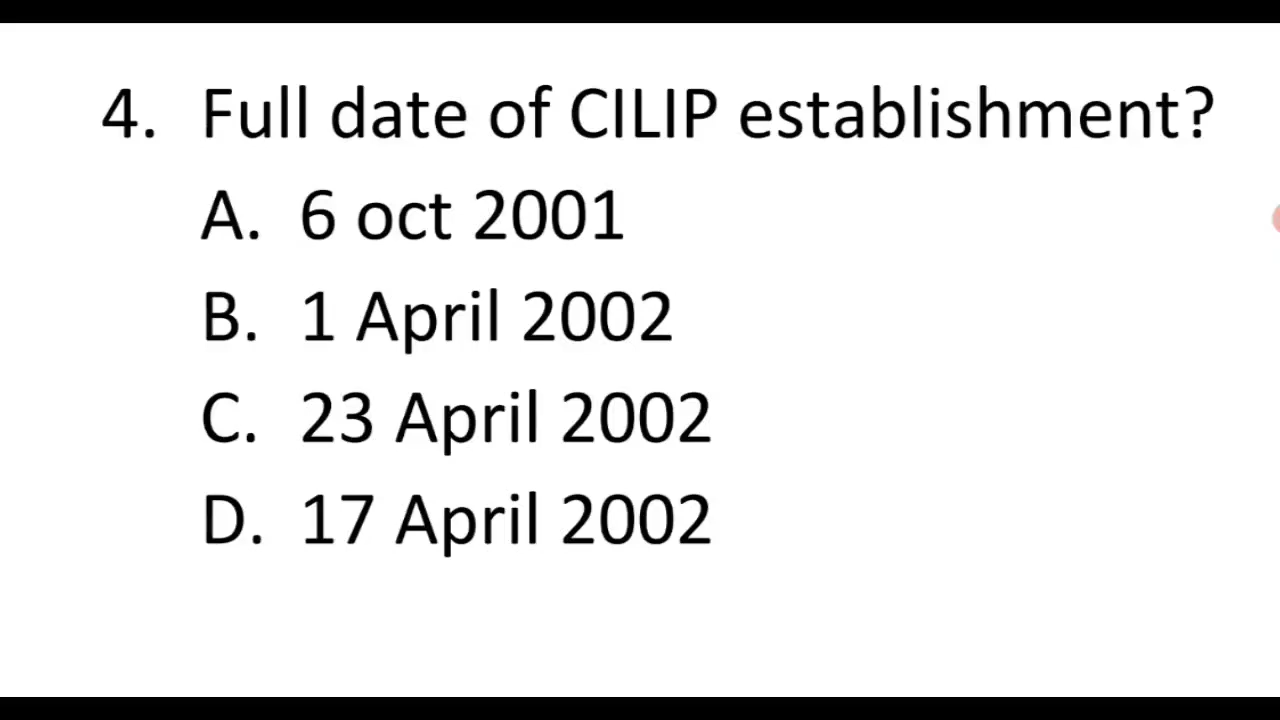 4. Full date of CILIP establishment?
A. 6 oct 2001
B. 1 April 2002
C. 23 April 2002
D. 17 April 2002